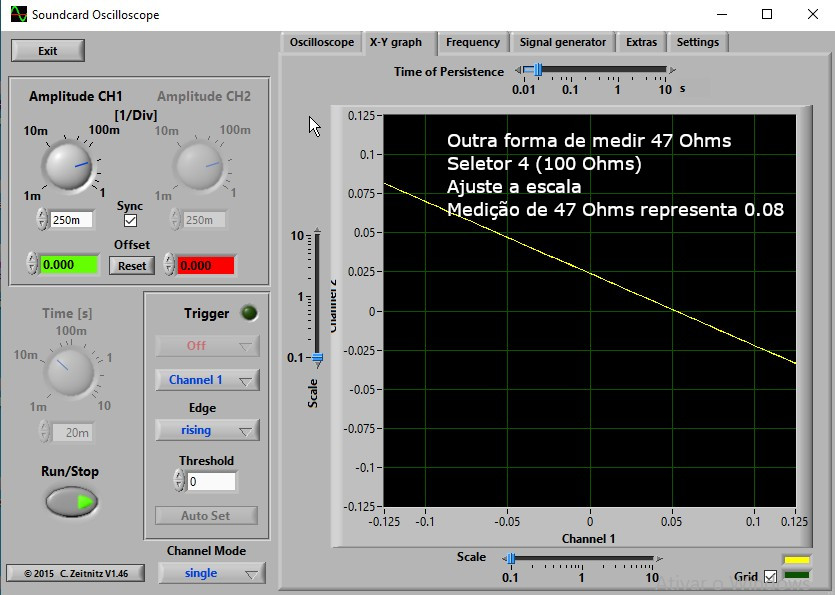 Soundcard Oscilloscope
Exit
Oscilloscope
X-Y graph
Frequency
Signal generator
Extras
Settings
Time of Persistence
0.01 0.1 1 10 s
Amplitude CH1
Amplitude CH2
[1/Div]
10m 100m
1m 1
250m
10m 100m
1m 1
250m
Sync
Offset
0.000
Reset
0.000
Time [s]
100m
10m 1
1m 10
20m
Run/Stop
Trigger
Off
Channel 1
Edge
rising
Threshold
0
Auto Set
Channel Mode
single
© 2015 C. Zeitnitz V1.46
10
1
0.1
Scale
Channel 2
0.125
0.1
0.075
0.05
0.025
0
-0.025
-0.05
-0.075
-0.1
-0.125
Outra forma de medir 47 Ohms
Seletor 4 (100 Ohms)
Ajuste a escala
Medição de 47 Ohms representa 0.08
-0.125 -0.1 -0.05 0 0.05 0.1 0.125
Channel 1
Scale
0.1 1 10
Grid
Ativar o Windows